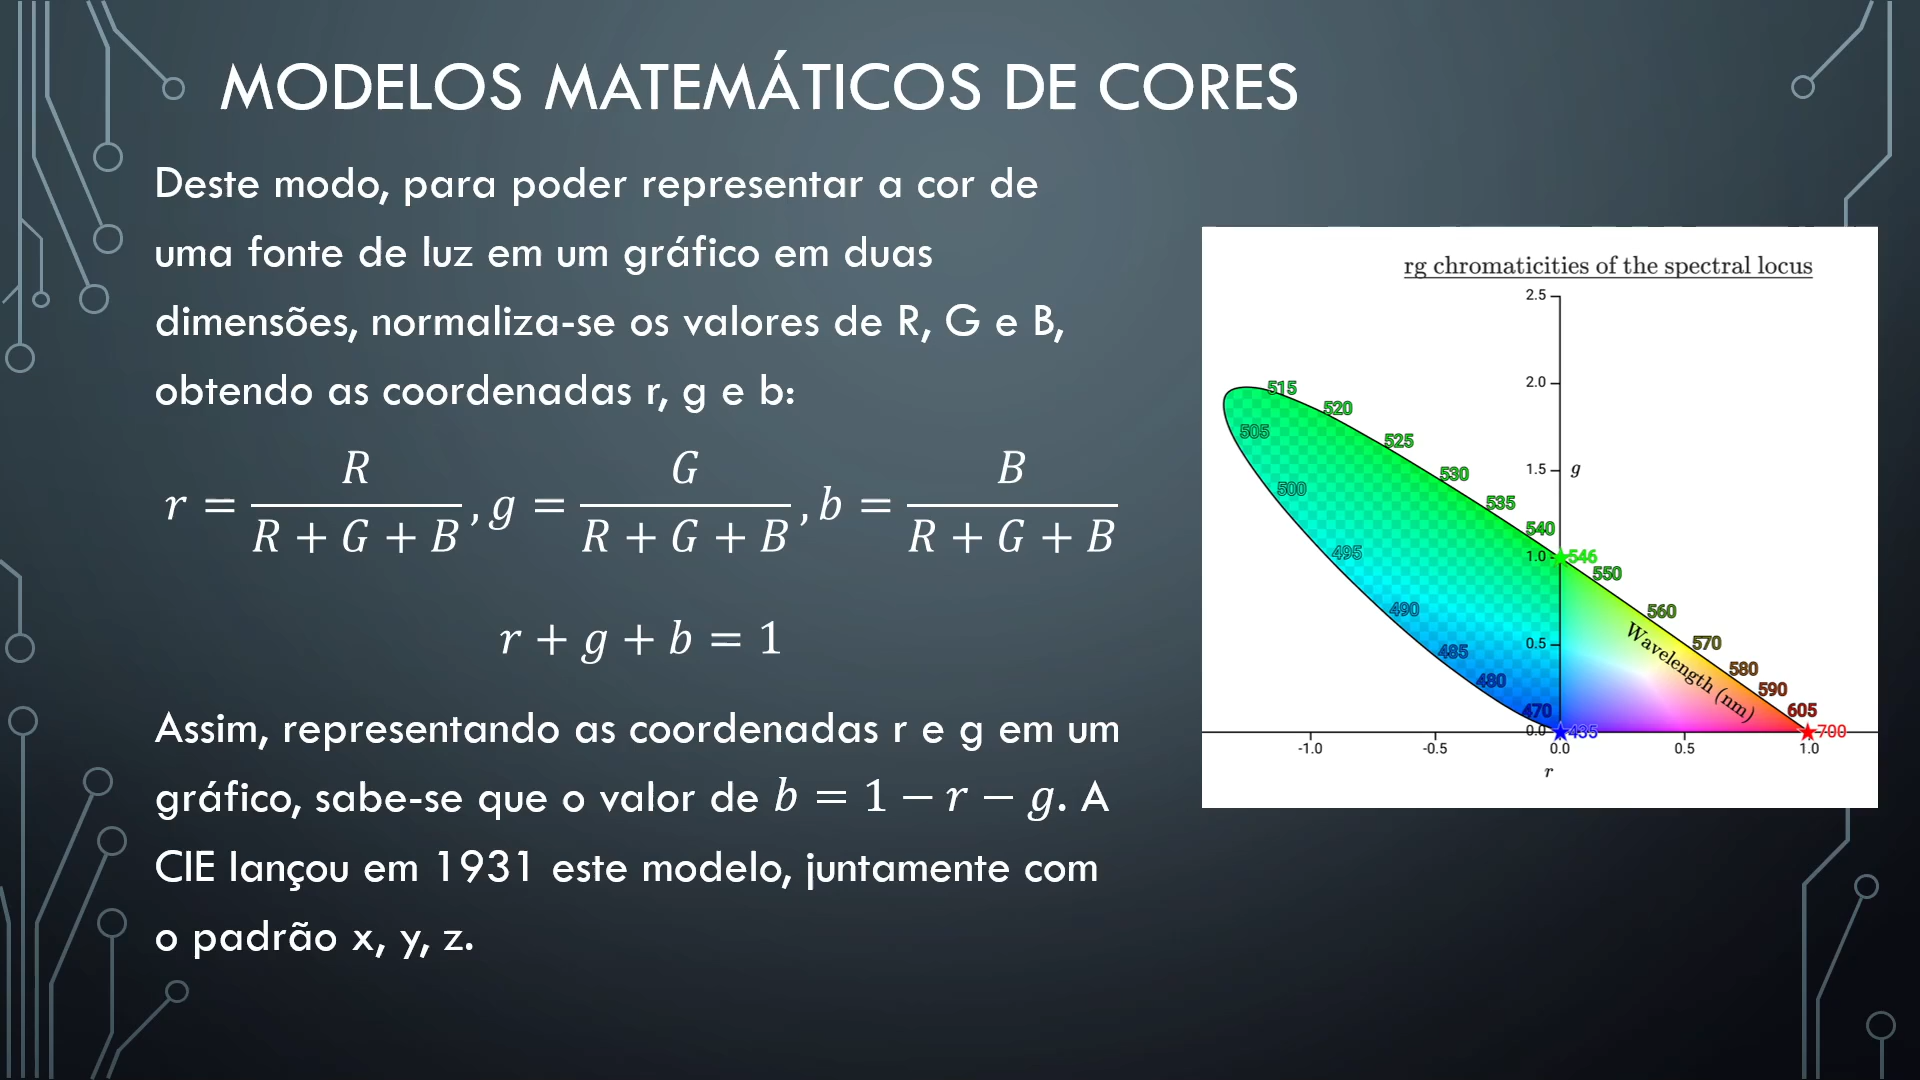 MODELOS MATEMÁTICOS DE CORES
Deste modo, para poder representar a cor de
uma fonte de luz em um gráfico em duas
dimensões, normaliza-se os valores de R, G e B,
obtendo as coordenadas r, g e b:
r = R / (R + G + B), g = G / (R + G + B), b = B / (R + G + B)
r + g + b = 1
Assim, representando as coordenadas r e g em um
gráfico, sabe-se que o valor de b = 1 − r − g. A
CIE lançou em 1931 este modelo, juntamente com
o padrão x, y, z.
rg chromaticities of the spectral locus
2.5
2.0
1.5
g
1.0
0.5
0.0
515
520
505
525
530
500
535
540
546
495
550
490
560
485
570
480
580
590
470
605
435
700
Wavelength (nm)
-1.0
-0.5
0.0
0.5
1.0
r